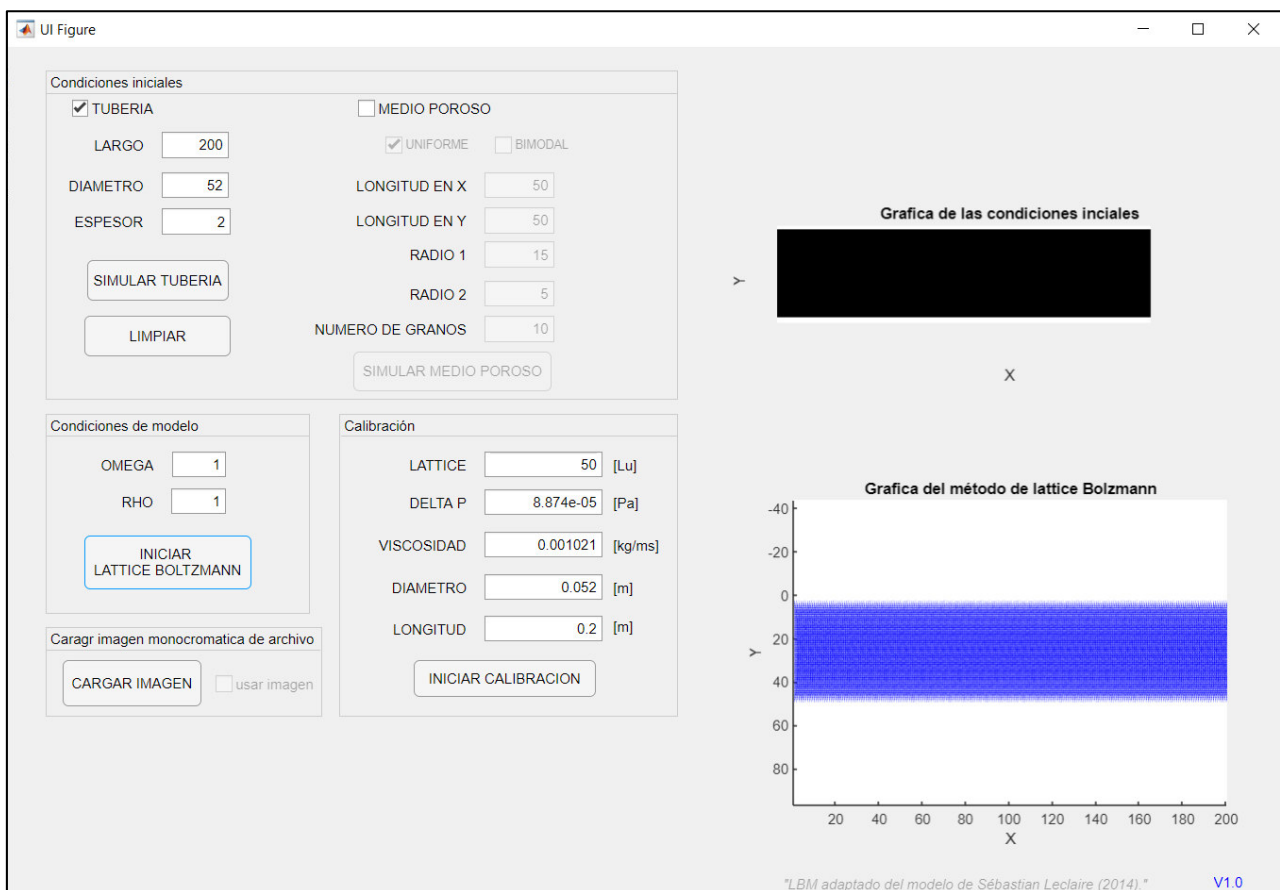 UI Figure
Condiciones iniciales
TUBERIA
MEDIO POROSO
LARGO 200
UNIFORME BIMODAL
DIAMETRO 52
LONGITUD EN X 50
ESPESOR 2
LONGITUD EN Y 50
RADIO 1 15
SIMULAR TUBERIA
RADIO 2 5
LIMPIAR
NUMERO DE GRANOS 10
SIMULAR MEDIO POROSO
Condiciones de modelo
OMEGA 1
RHO 1
INICIAR
LATTICE BOLTZMANN
Caragr imagen monocromatica de archivo
CARGAR IMAGEN usar imagen
Calibración
LATTICE 50 [Lu]
DELTA P 8.874e-05 [Pa]
VISCOSIDAD 0.001021 [kg/ms]
DIAMETRO 0.052 [m]
LONGITUD 0.2 [m]
INICIAR CALIBRACION
Grafica de las condiciones inciales
Y
X
Grafica del método de lattice Bolzmann
-40
-20
0
20
40
60
80
Y
20 40 60 80 100 120 140 160 180 200
X
"LBM adaptado del modelo de Sébastian Leclaire (2014)."
V1.0